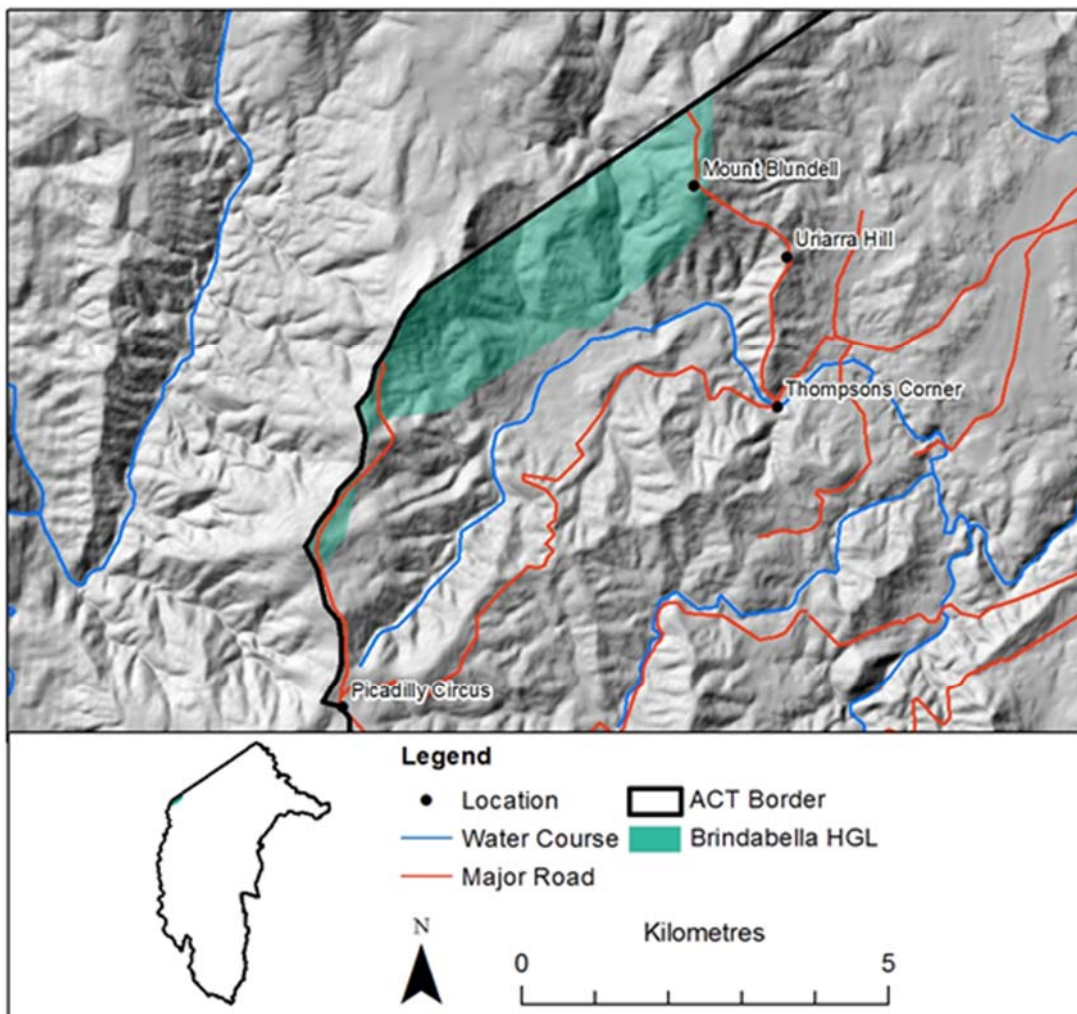 Mount Blundell
Uriarra Hill
Thompsons Corner
Picadilly Circus
Legend
Location
Water Course
Major Road
ACT Border
Brindabella HGL
N
Kilometres
0 5